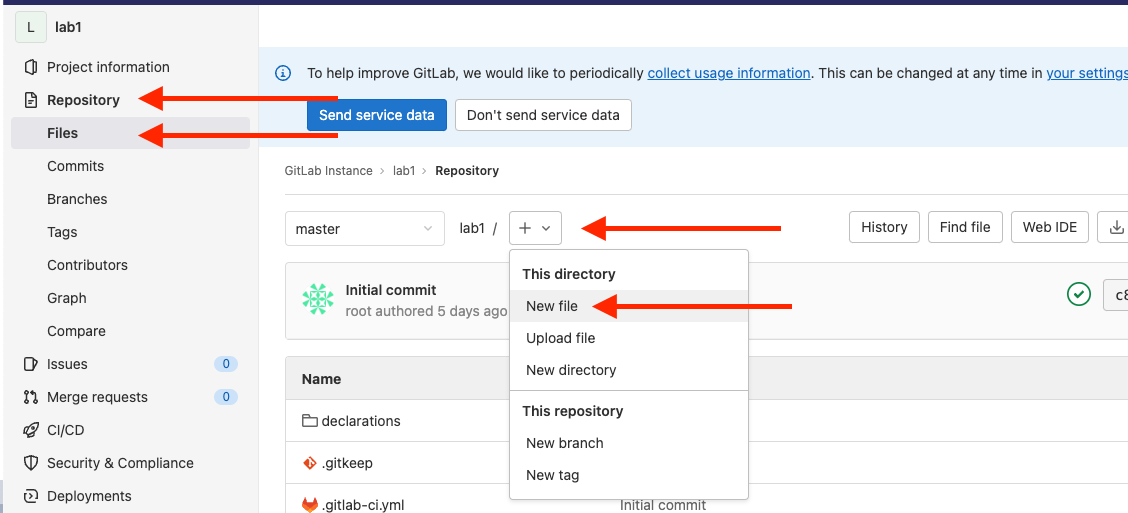 L lab1
Project information
Repository
Files
Commits
Branches
Tags
Contributors
Graph
Compare
Issues 0
Merge requests 0
CI/CD
Security & Compliance
Deployments
To help improve GitLab, we would like to periodically collect usage information. This can be changed at any time in your settings
Send service data Don't send service data
GitLab Instance > lab1 > Repository
master lab1 / + History Find file Web IDE
Initial commit
root authored 5 days ago
c8
This directory
New file
Upload file
New directory
This repository
New branch
New tag
Name
declarations
.gitkeep
.gitlab-ci.yml Initial commit